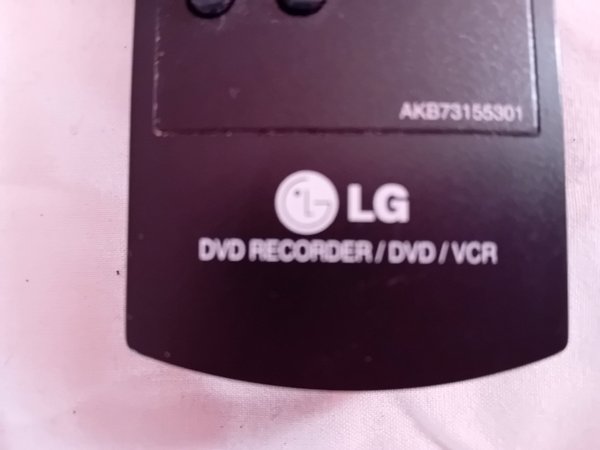 AKB73155301
LG
DVD RECORDER / DVD / VCR